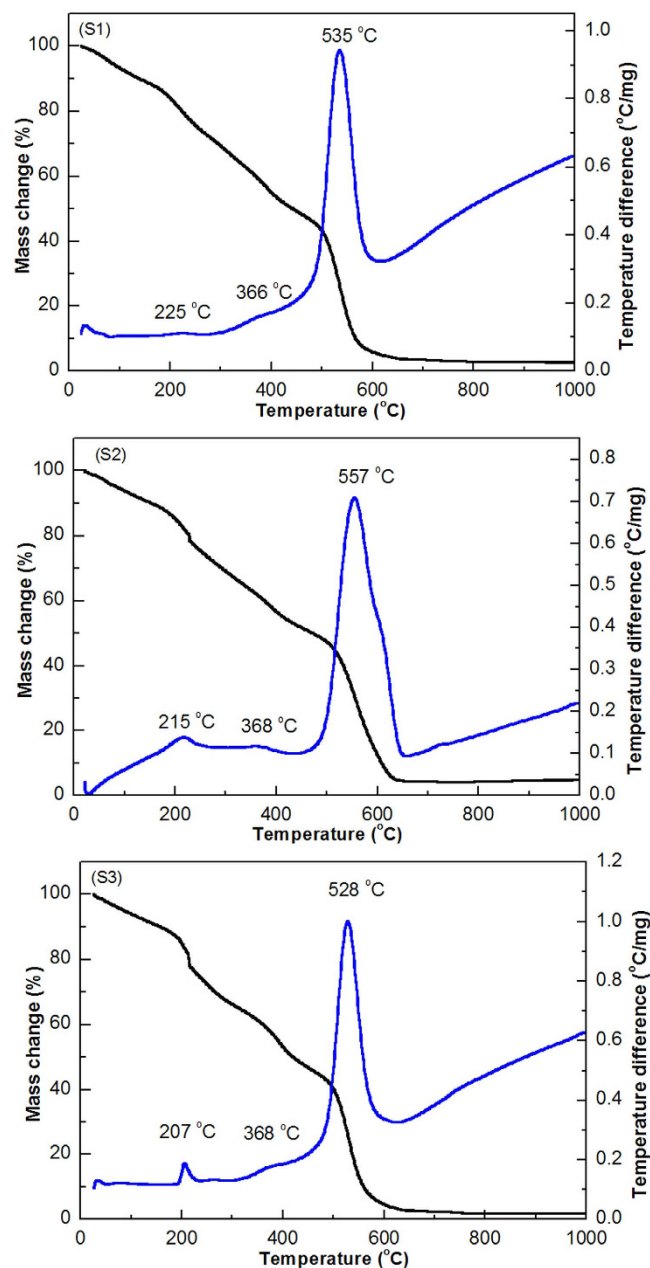 (S1)
535 °C
225 °C
366 °C
100
80
60
40
20
0
1.0
0.8
0.6
0.4
0.2
0.0
Mass change (%)
Temperature difference (°C/mg)
0 200 400 600 800 1000
Temperature (°C)
(S2)
557 °C
215 °C
368 °C
100
80
60
40
20
0
0.8
0.7
0.6
0.5
0.4
0.3
0.2
0.1
0.0
Mass change (%)
Temperature difference (°C/mg)
0 200 400 600 800 1000
Temperature (°C)
(S3)
528 °C
207 °C
368 °C
100
80
60
40
20
0
1.2
1.0
0.8
0.6
0.4
0.2
0.0
Mass change (%)
Temperature difference (°C/mg)
0 200 400 600 800 1000
Temperature (°C)